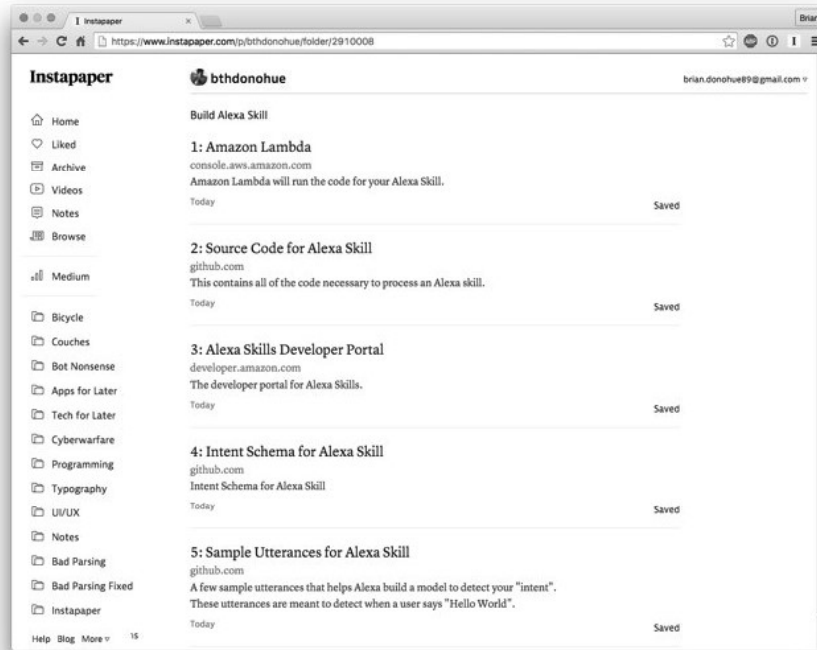 Instapaper
Brian
https://www.instapaper.com/p/bthdonohue/folder/2910008
Instapaper
bthdonohue
brian.donohue89@gmail.com
Home
Liked
Archive
Videos
Notes
Browse
Medium
Bicycle
Couches
Bot Nonsense
Apps for Later
Tech for Later
Cyberwarfare
Programming
Typography
UI/UX
Notes
Bad Parsing
Bad Parsing Fixed
Instapaper
Help Blog More 15
Build Alexa Skill
1: Amazon Lambda
console.aws.amazon.com
Amazon Lambda will run the code for your Alexa Skill.
Today
Saved
2: Source Code for Alexa Skill
github.com
This contains all of the code necessary to process an Alexa skill.
Today
Saved
3: Alexa Skills Developer Portal
developer.amazon.com
The developer portal for Alexa Skills.
Today
Saved
4: Intent Schema for Alexa Skill
github.com
Intent Schema for Alexa Skill
Today
Saved
5: Sample Utterances for Alexa Skill
github.com
A few sample utterances that helps Alexa build a model to detect your "intent".
These utterances are meant to detect when a user says "Hello World".
Today
Saved